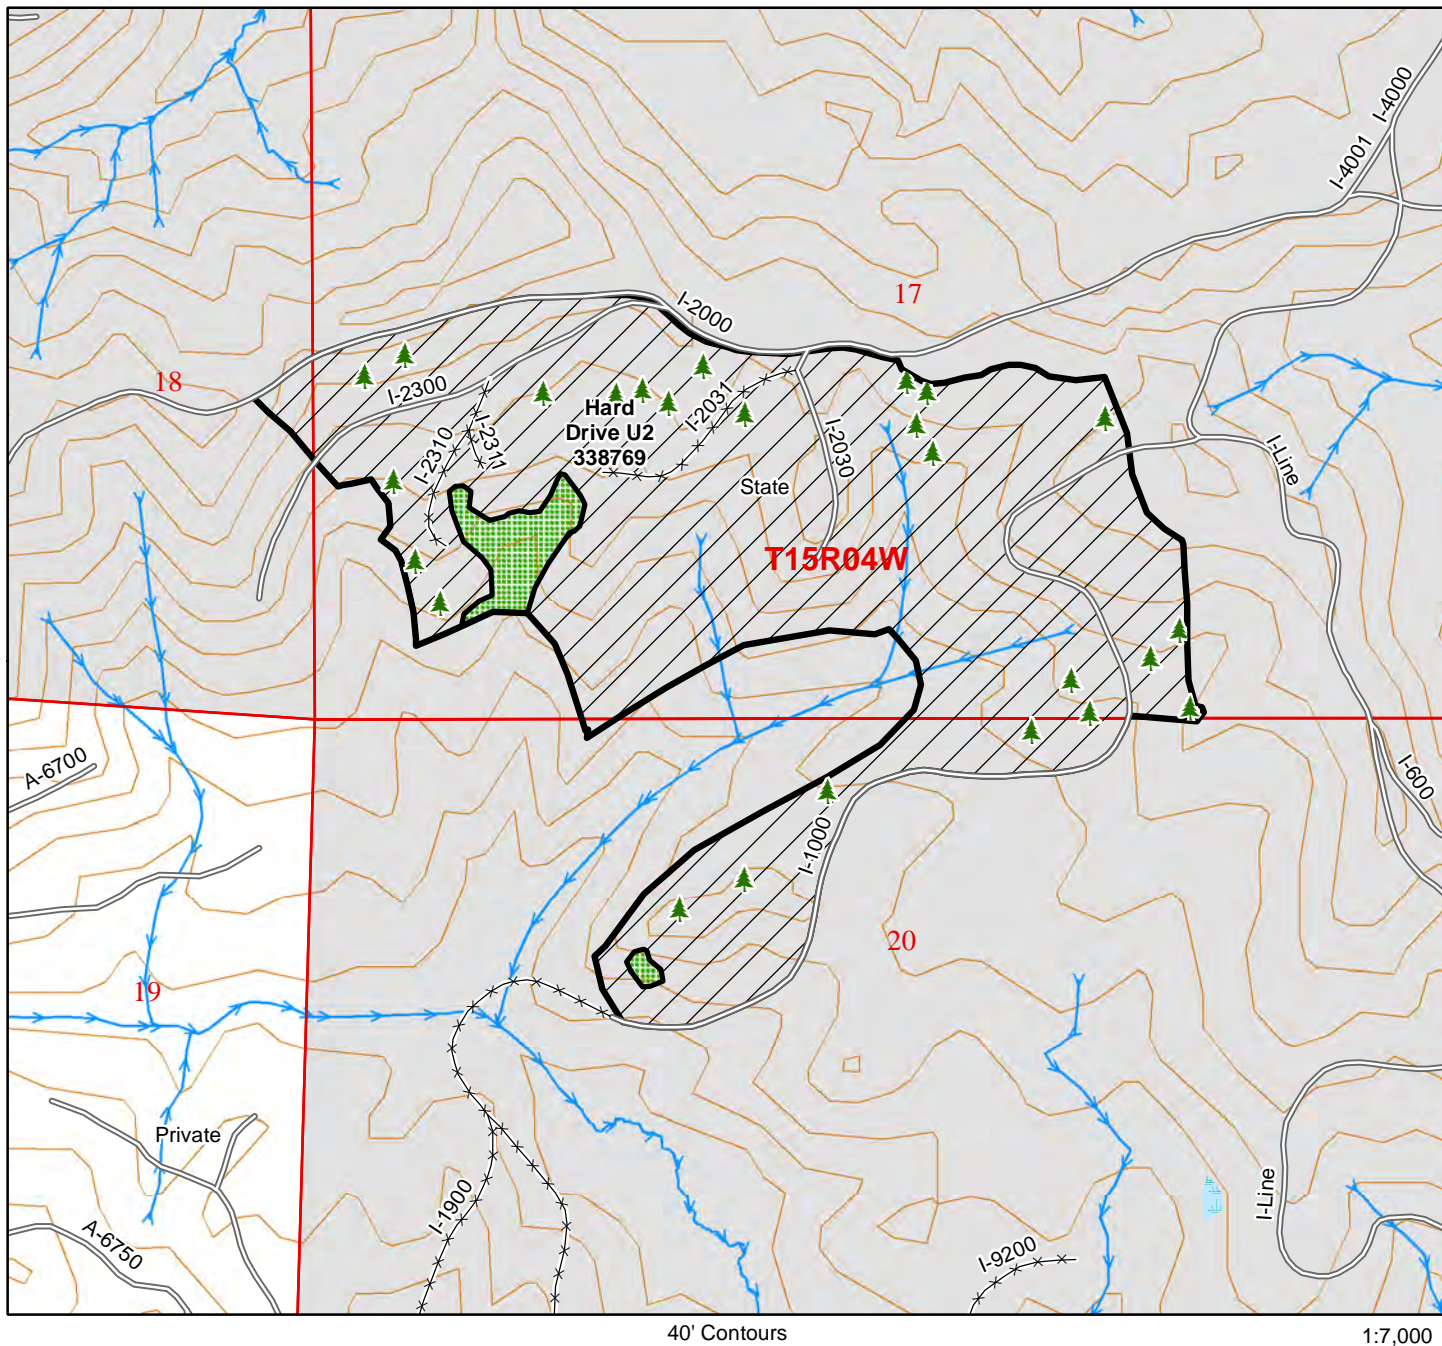 I-4000
I-4001
17
I-2000
18
I-2300
I-2031
Hard
Drive U2
338769
I-2310
I-2311
I-2030
I-Line
State
T15R04W
A-6700
I-600
I-1000
20
19
Private
I-1900
I-Line
A-6750
I-9200
40' Contours
1:7,000